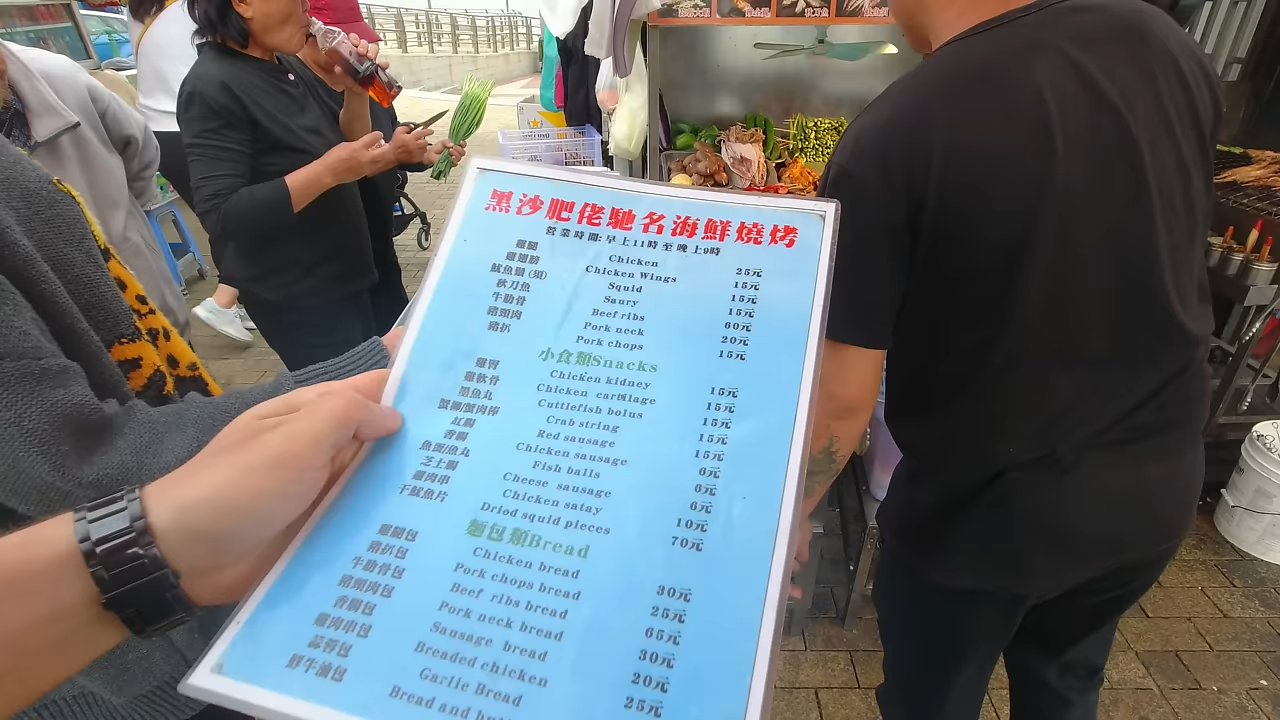 黑沙肥佬馳名海鮮燒烤
營業時間:早上11時至晚上9時
雞腿 Chicken 25元
雞翅膀 Chicken Wings 15元
魷魚鬚(須) Squid 15元
秋刀魚 Saury 15元
牛肋骨 Beef ribs 60元
豬頸肉 Pork neck 20元
豬扒 Pork chops 15元
小食類Snacks
雞腎 Chicken kidney 15元
雞軟骨 Chicken cartilage 15元
墨魚丸 Cuttlefish bolus 15元
蟹柳/蟹肉棒 Crab string 15元
紅腸 Red sausage 6元
香腸 Chicken sausage 6元
魚蛋/魚丸 Fish balls 6元
芝士腸 Cheese sausage
雞肉串 Chicken satay 10元
干魷魚片 Dried squid pieces 70元
麵包類Bread
雞腿包 Chicken bread 30元
豬扒包 Pork chops bread 25元
牛肋骨包 Beef ribs bread 65元
豬頸肉包 Pork neck bread 30元
香腸包 Sausage bread 20元
雞肉串包 Breaded chicken 25元
蒜蓉包 Garlic Bread
鮮牛油包 Bread and